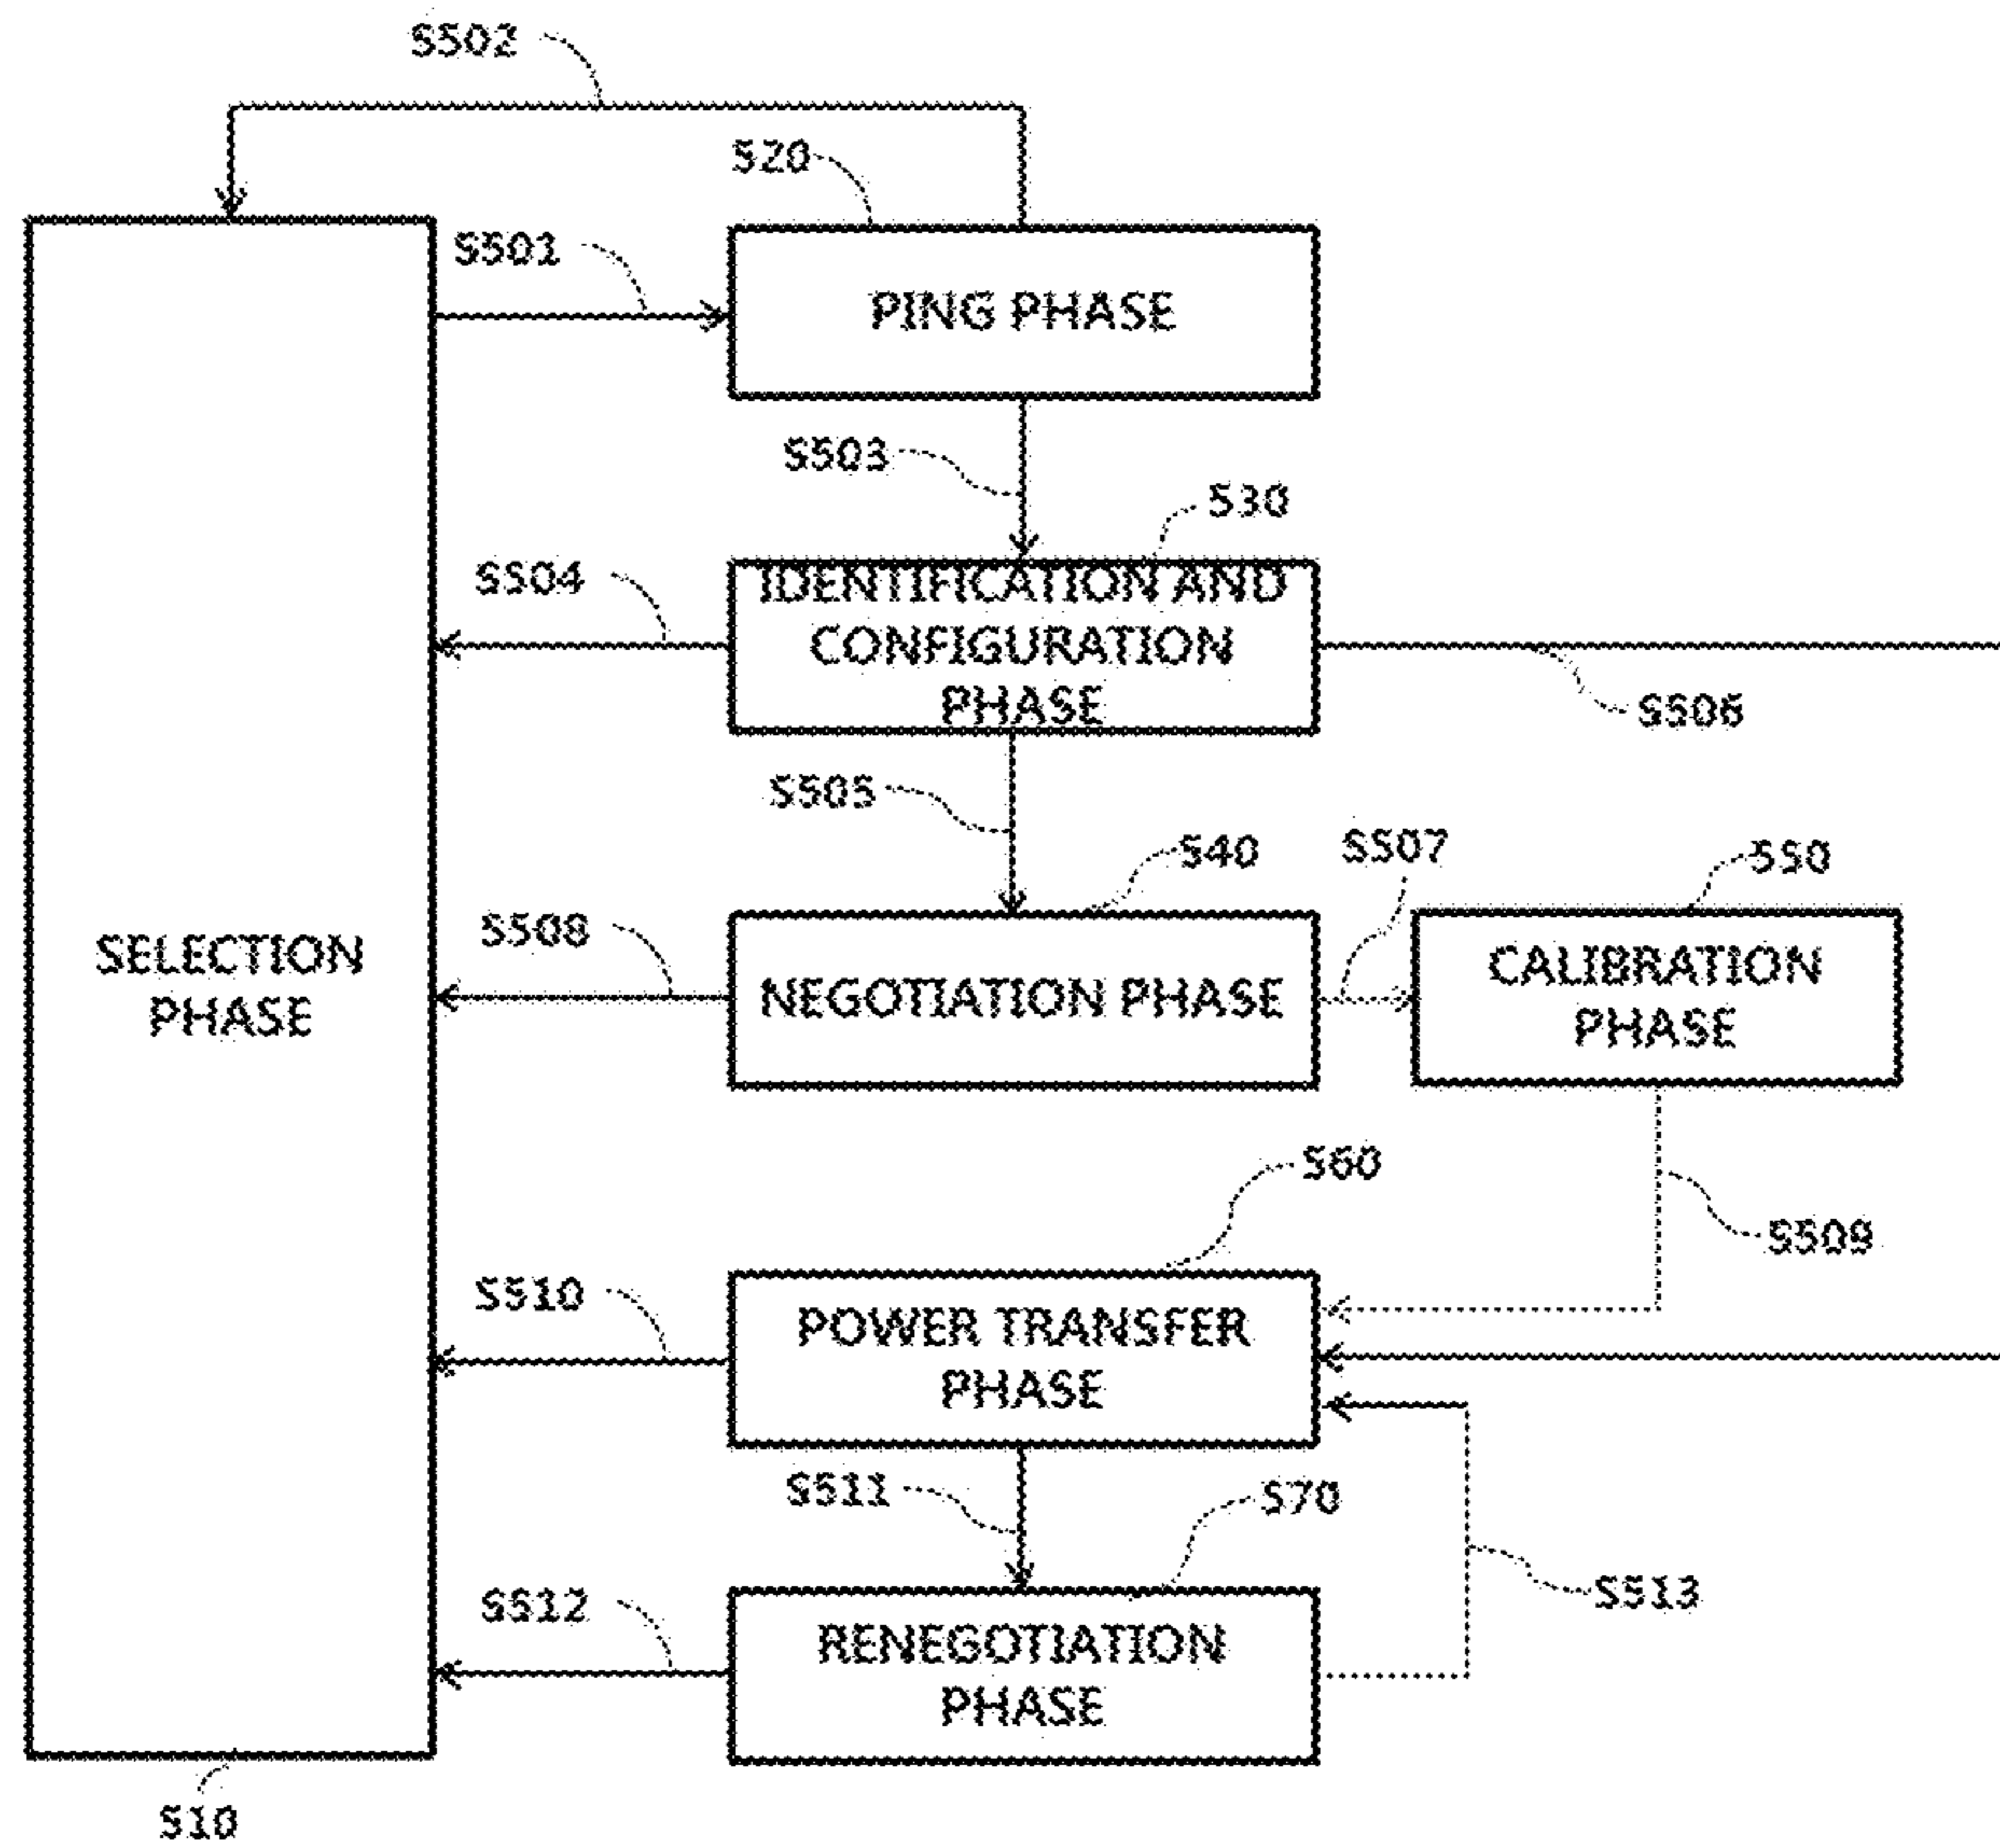 S502
520
S501
PING PHASE
S503
530
S504
IDENTIFICATION AND
CONFIGURATION
PHASE
S506
S505
540
S507
550
S508
SELECTION
PHASE
NEGOTIATION PHASE
CALIBRATION
PHASE
560
S509
S510
POWER TRANSFER
PHASE
S511
570
S512
S513
RENEGOTIATION
PHASE
510